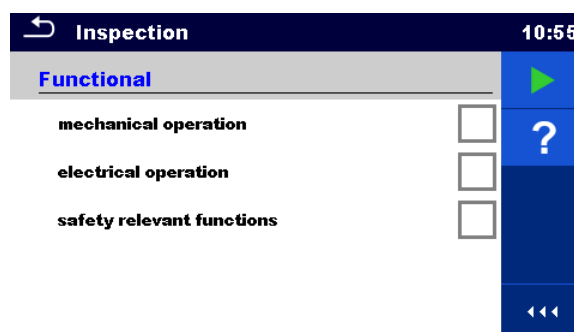 Inspection 10:55
Functional
mechanical operation
?
electrical operation
safety relevant functions